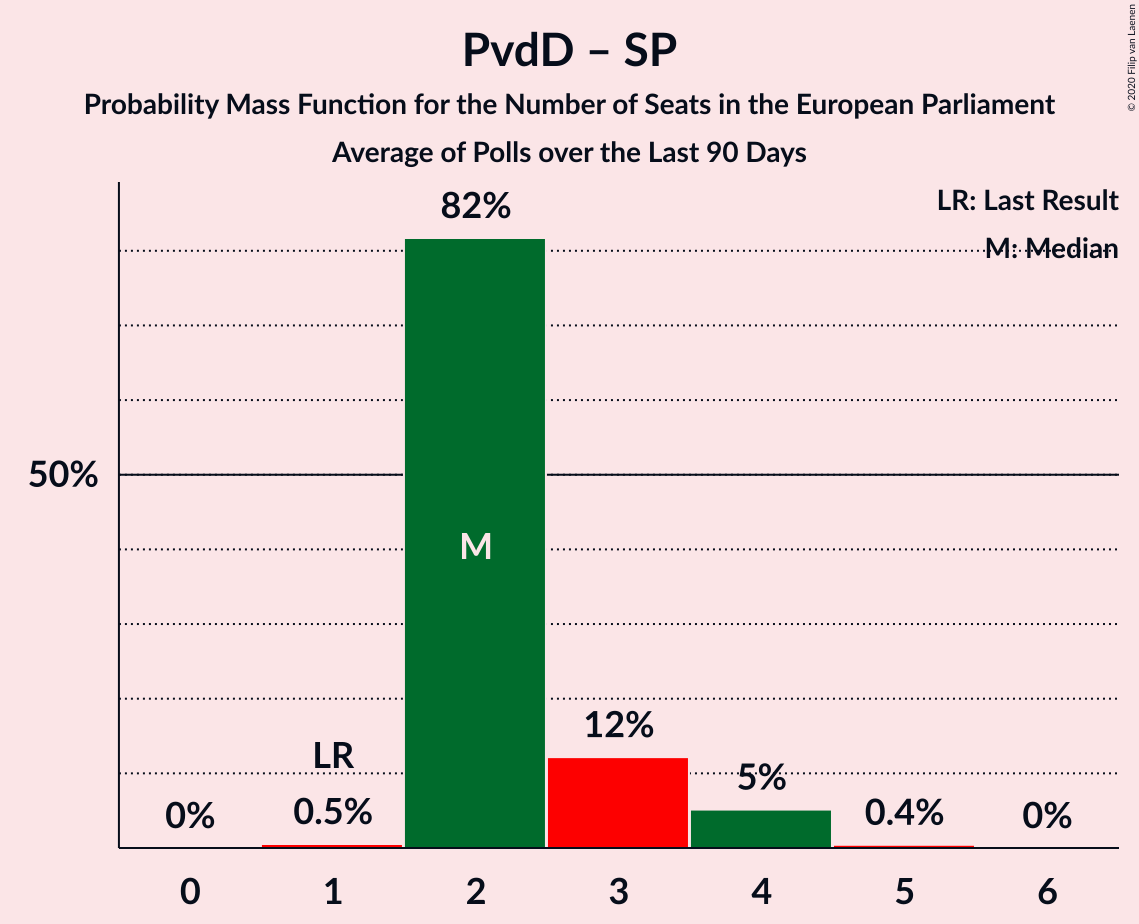 PvdD – SP
Probability Mass Function for the Number of Seats in the European Parliament
Average of Polls over the Last 90 Days
© 2020 Filip van Laenen
LR: Last Result
M: Median
82%
50%
M
12%
LR
5%
0%
0.5%
0.4%
0%
0 1 2 3 4 5 6